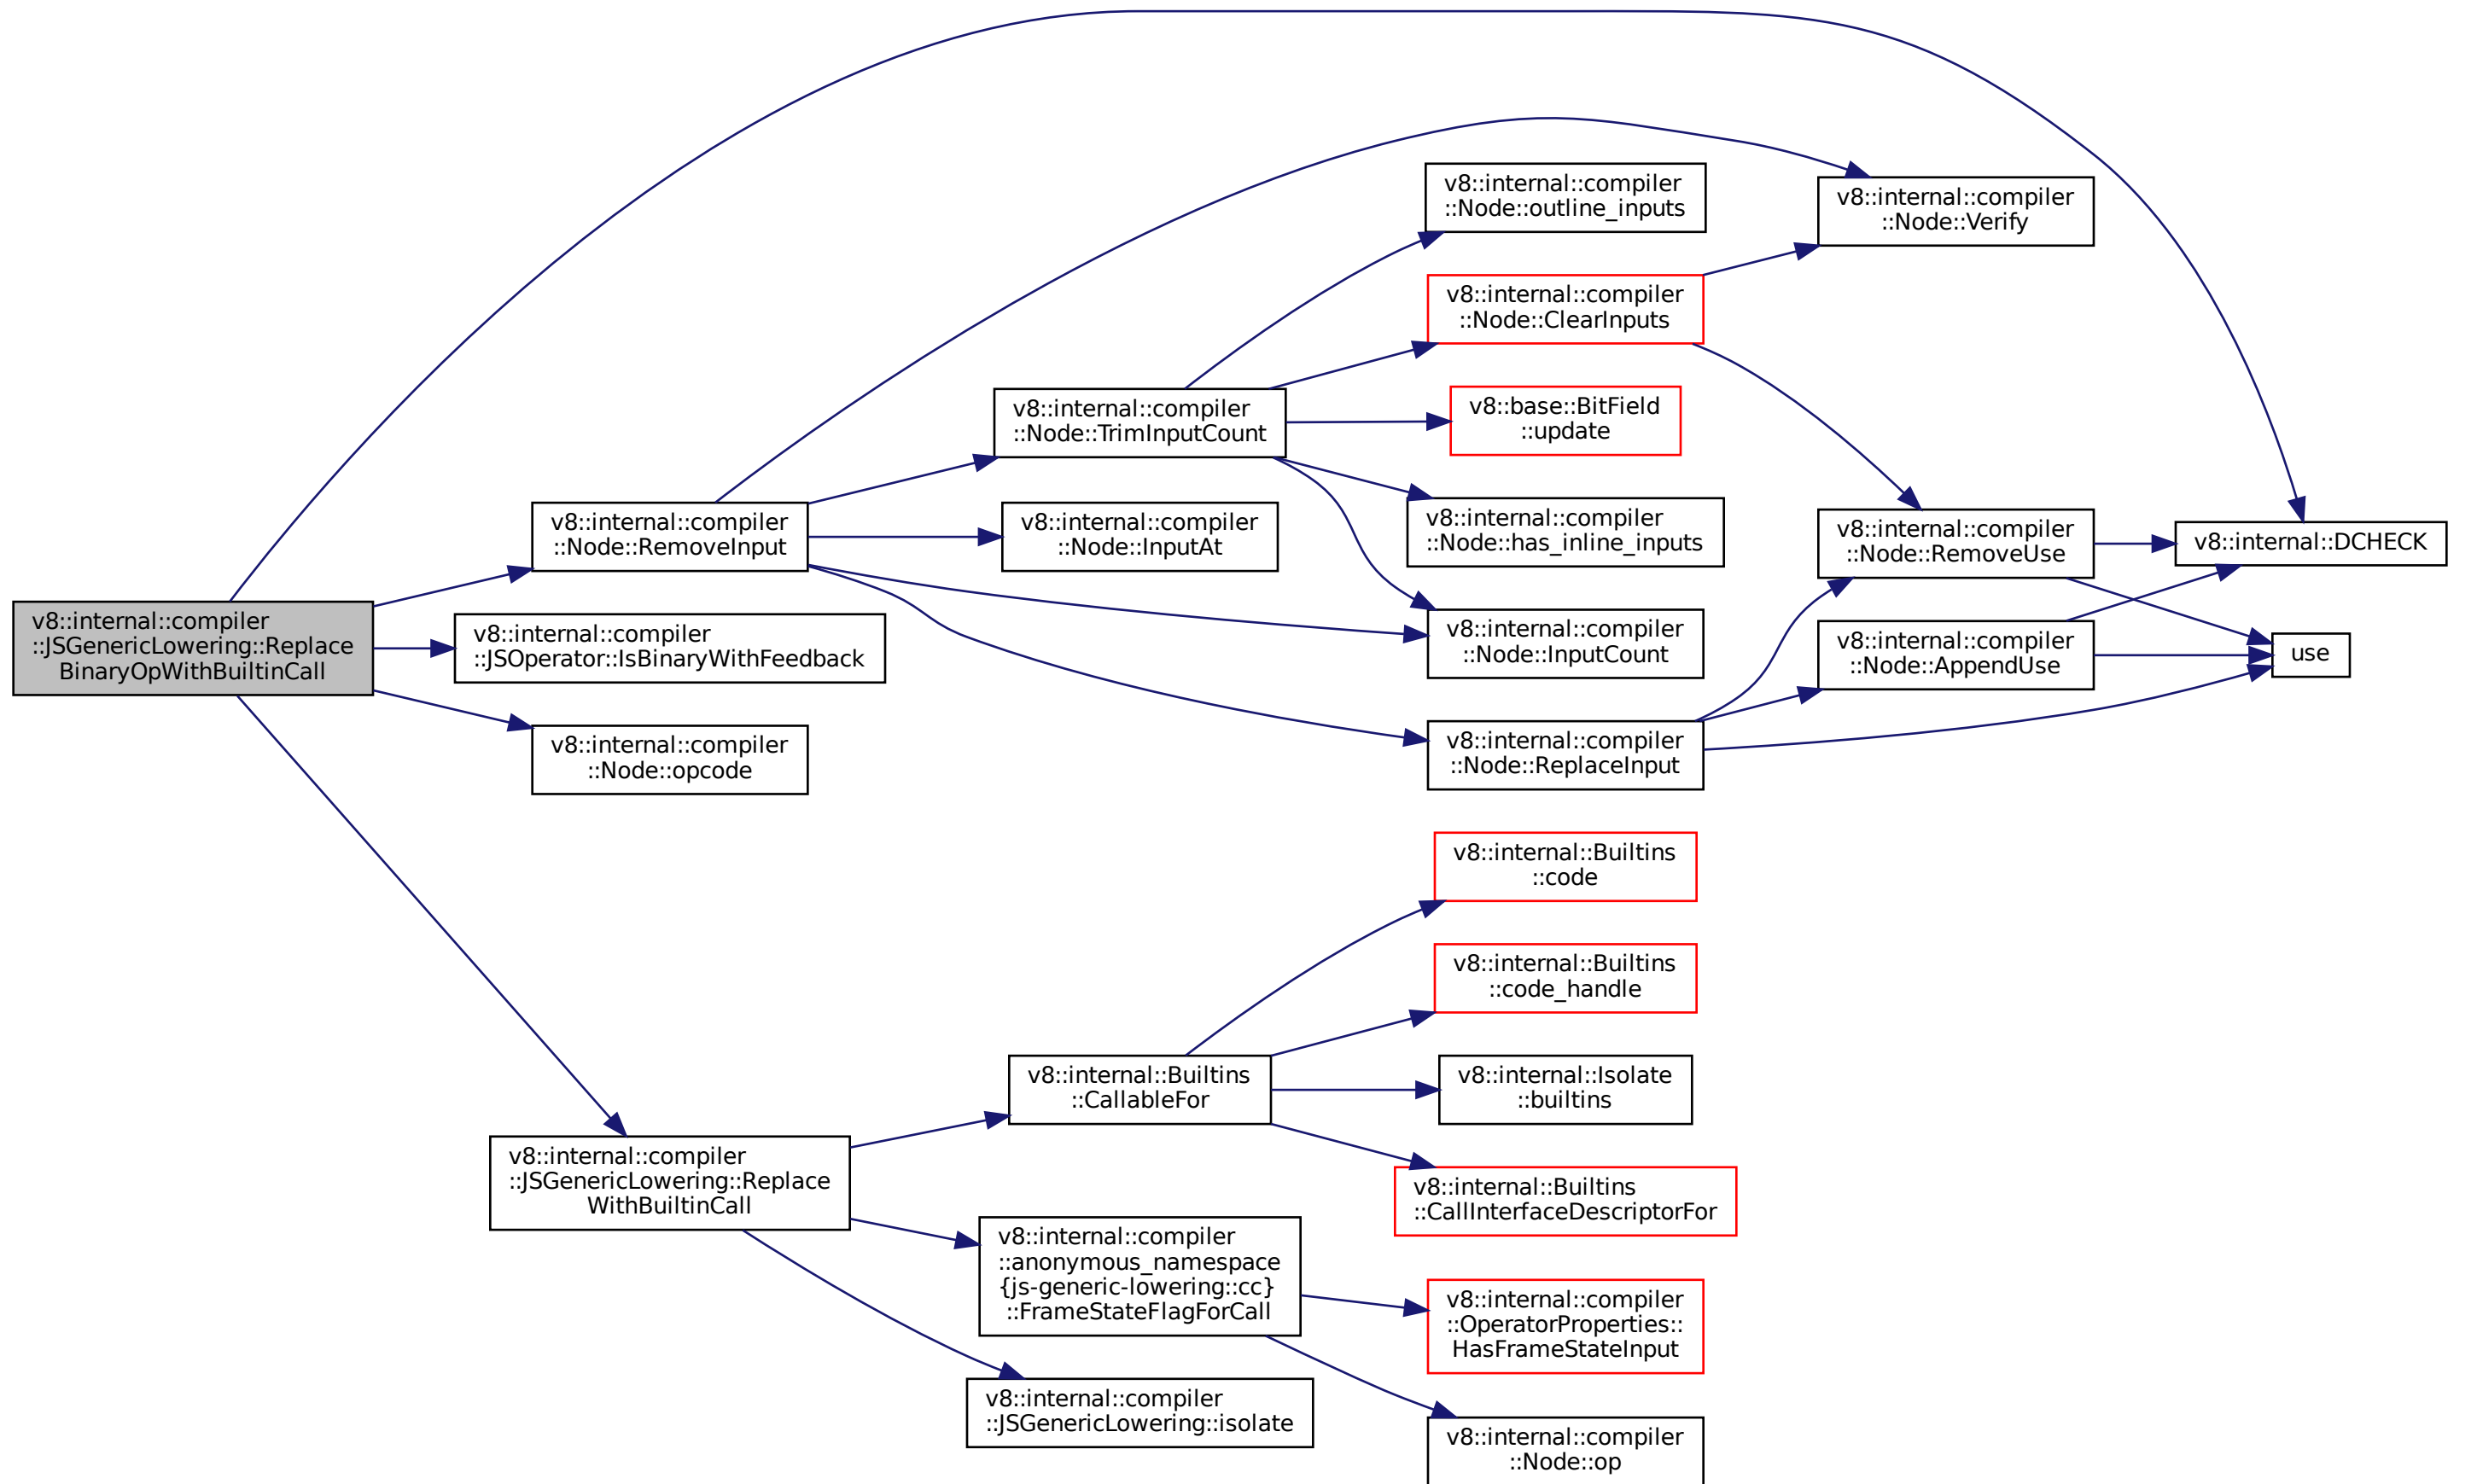 v8::internal::compiler
::JSGenericLowering::Replace
BinaryOpWithBuiltinCall
v8::internal::compiler
::Node::RemoveInput
v8::internal::compiler
::JSOperator::IsBinaryWithFeedback
v8::internal::compiler
::Node::opcode
v8::internal::compiler
::JSGenericLowering::Replace
WithBuiltinCall
v8::internal::compiler
::Node::TrimInputCount
v8::internal::compiler
::Node::InputAt
v8::internal::Builtins
::CallableFor
v8::internal::compiler
::anonymous_namespace
{js-generic-lowering::cc}
::FrameStateFlagForCall
v8::internal::compiler
::JSGenericLowering::isolate
v8::internal::compiler
::Node::outline_inputs
v8::internal::compiler
::Node::ClearInputs
v8::base::BitField
::update
v8::internal::compiler
::Node::has_inline_inputs
v8::internal::compiler
::Node::InputCount
v8::internal::compiler
::Node::ReplaceInput
v8::internal::Builtins
::code
v8::internal::Builtins
::code_handle
v8::internal::Isolate
::builtins
v8::internal::Builtins
::CallInterfaceDescriptorFor
v8::internal::compiler
::OperatorProperties::
HasFrameStateInput
v8::internal::compiler
::Node::op
v8::internal::compiler
::Node::Verify
v8::internal::compiler
::Node::RemoveUse
v8::internal::compiler
::Node::AppendUse
v8::internal::DCHECK
use